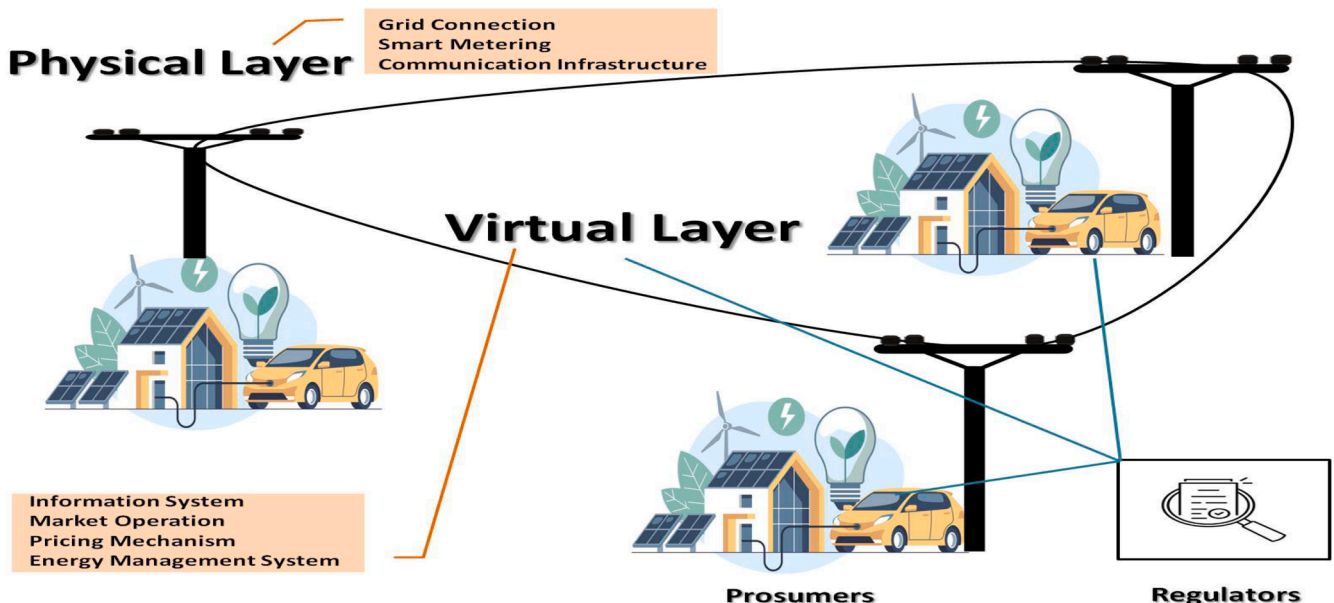 Grid Connection
Smart Metering
Communication Infrastructure
Physical Layer
Virtual Layer
Information System
Market Operation
Pricing Mechanism
Energy Management System
Prosumers
Regulators